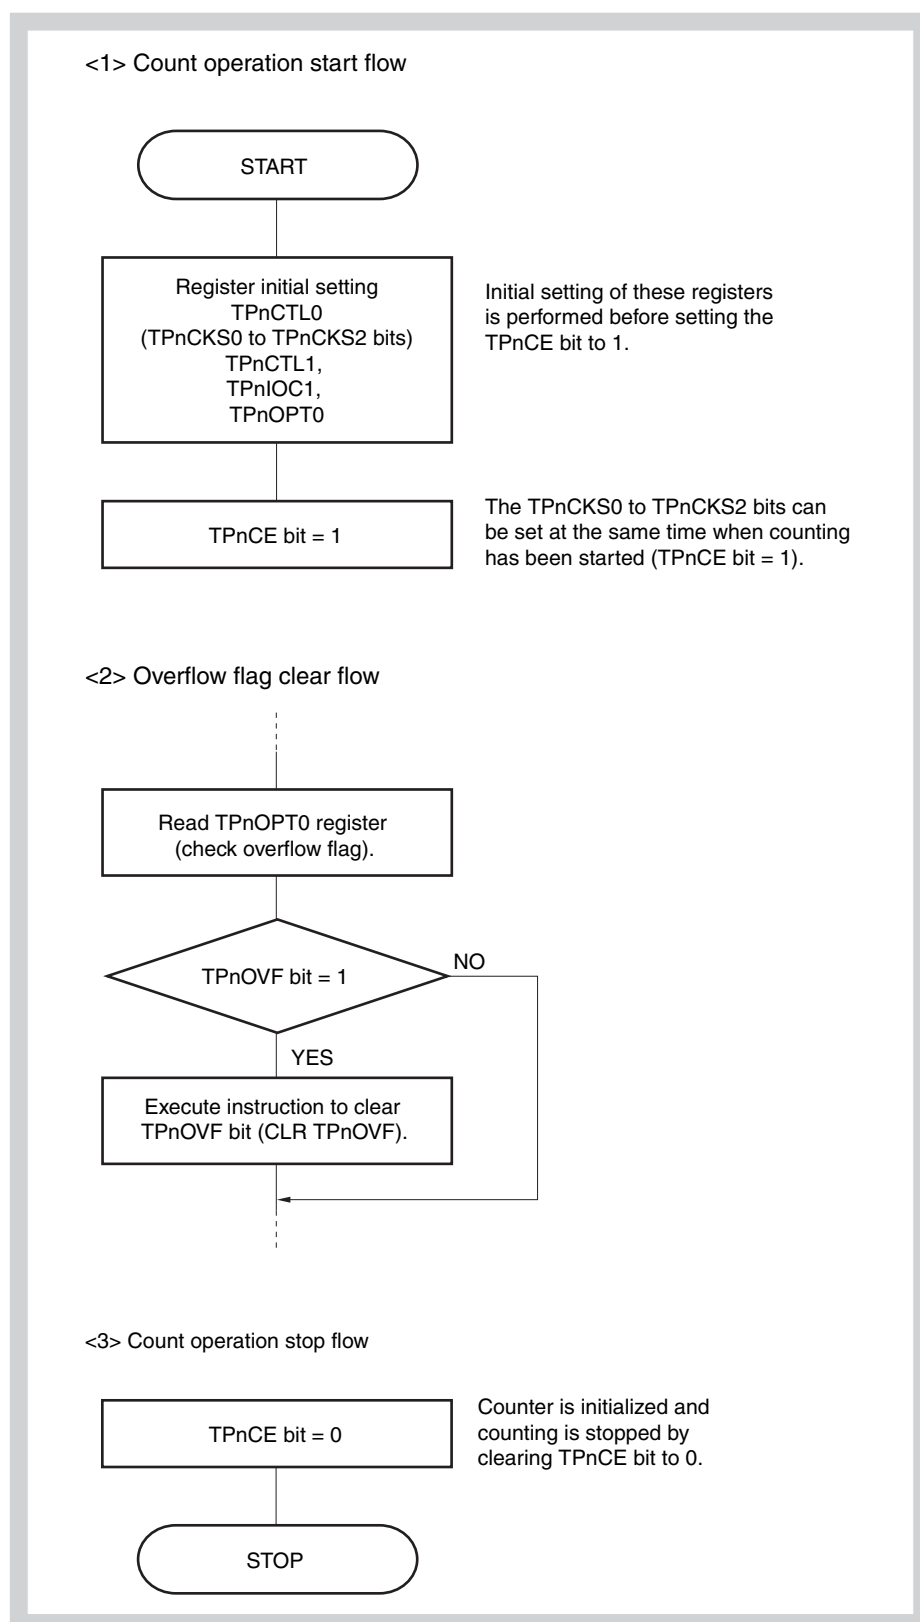 <1> Count operation start flow
START
Register initial setting
TPnCTL0
(TPnCKS0 to TPnCKS2 bits)
TPnCTL1,
TPnIOC1,
TPnOPT0
Initial setting of these registers
is performed before setting the
TPnCE bit to 1.
TPnCE bit = 1
The TPnCKS0 to TPnCKS2 bits can
be set at the same time when counting
has been started (TPnCE bit = 1).
<2> Overflow flag clear flow
Read TPnOPT0 register
(check overflow flag).
TPnOVF bit = 1
NO
YES
Execute instruction to clear
TPnOVF bit (CLR TPnOVF).
<3> Count operation stop flow
TPnCE bit = 0
Counter is initialized and
counting is stopped by
clearing TPnCE bit to 0.
STOP